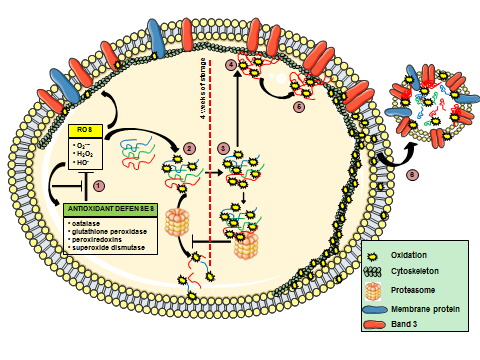 4
5
4 weeks of storage
ROS
• O₂⁻
• H₂O₂
• HO·
2
3
6
1
ANTIOXIDANT DEFENSES
• catalase
• glutathione peroxidase
• peroxiredoxins
• superoxide dismutase
Oxidation
Cytoskeleton
Proteasome
Membrane protein
Band 3